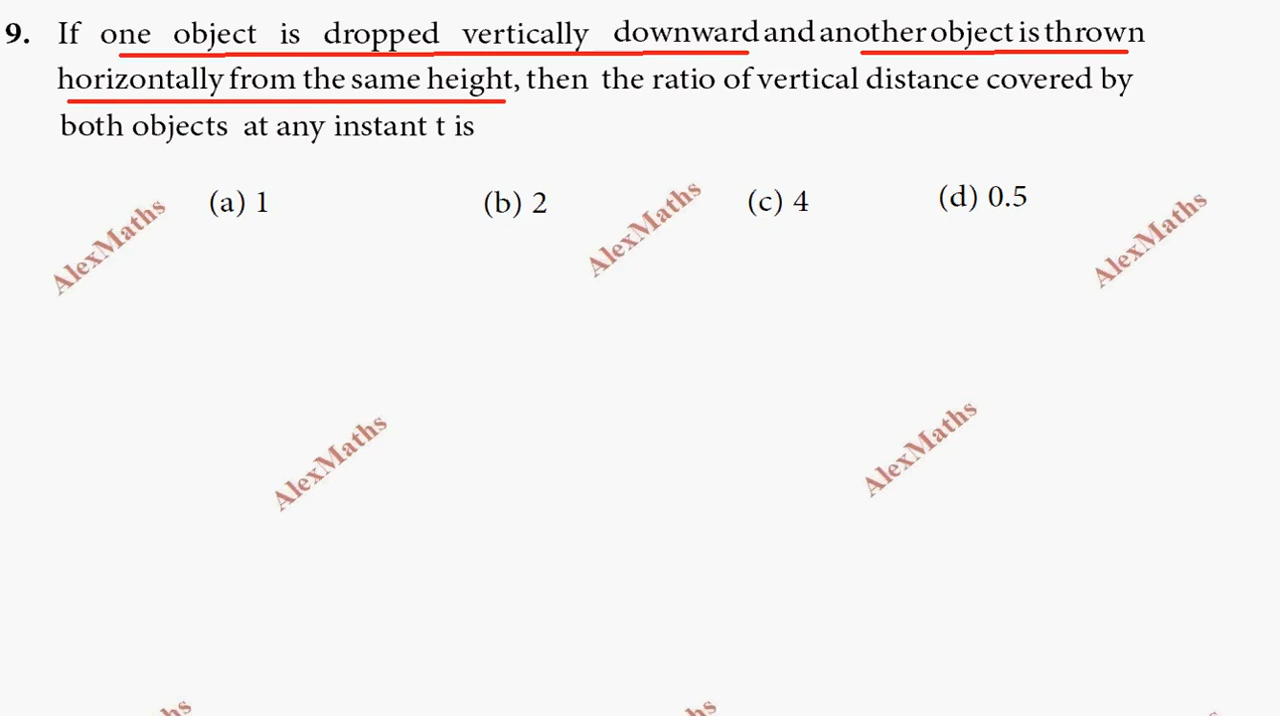 9. If one object is dropped vertically downward and another object is thrown
horizontally from the same height, then the ratio of vertical distance covered by
both objects at any instant t is
(a) 1 (b) 2 (c) 4 (d) 0.5
AlexMaths AlexMaths AlexMaths
AlexMaths AlexMaths
hs hs